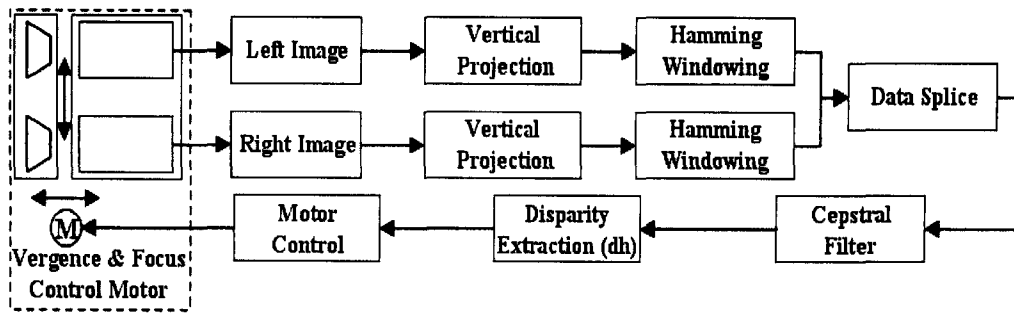 Left Image
Vertical
Projection
Hamming
Windowing
Data Splice
Right Image
Vertical
Projection
Hamming
Windowing
M
Vergence & Focus
Control Motor
Motor
Control
Disparity
Extraction (dh)
Cepstral
Filter